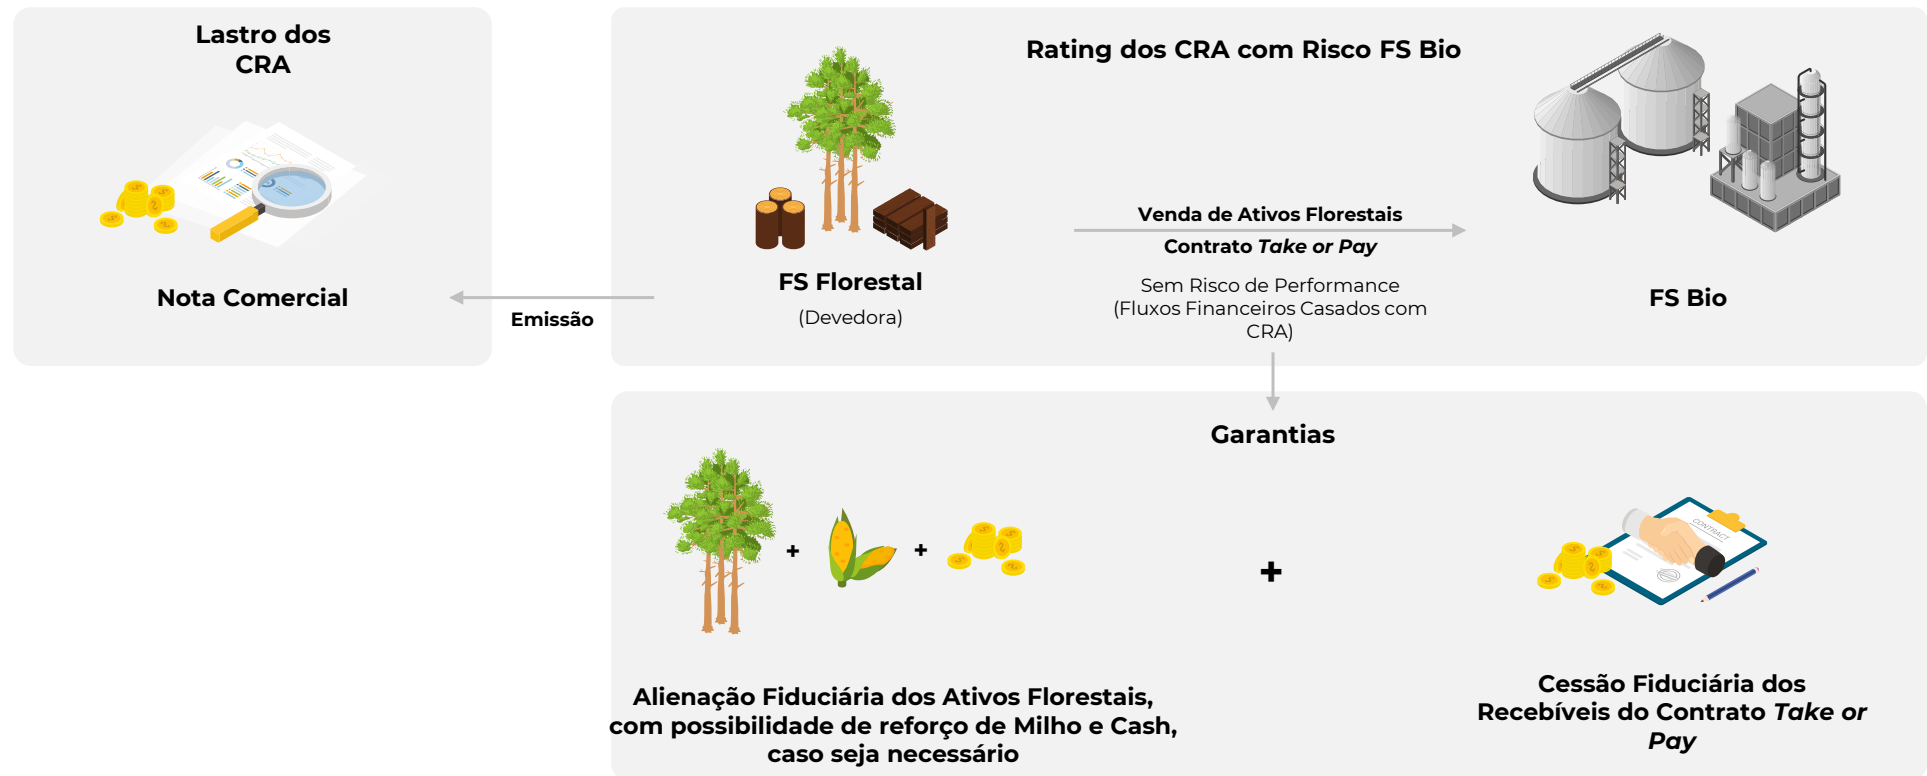 Lastro dos
CRA
Nota Comercial
Emissão
Rating dos CRA com Risco FS Bio
FS Florestal
(Devedora)
Venda de Ativos Florestais
Contrato Take or Pay
Sem Risco de Performance
(Fluxos Financeiros Casados com
CRA)
FS Bio
Garantias
+
+
+
CONTRACT
Alienação Fiduciária dos Ativos Florestais,
com possibilidade de reforço de Milho e Cash,
caso seja necessário
Cessão Fiduciária dos
Recebíveis do Contrato Take or
Pay